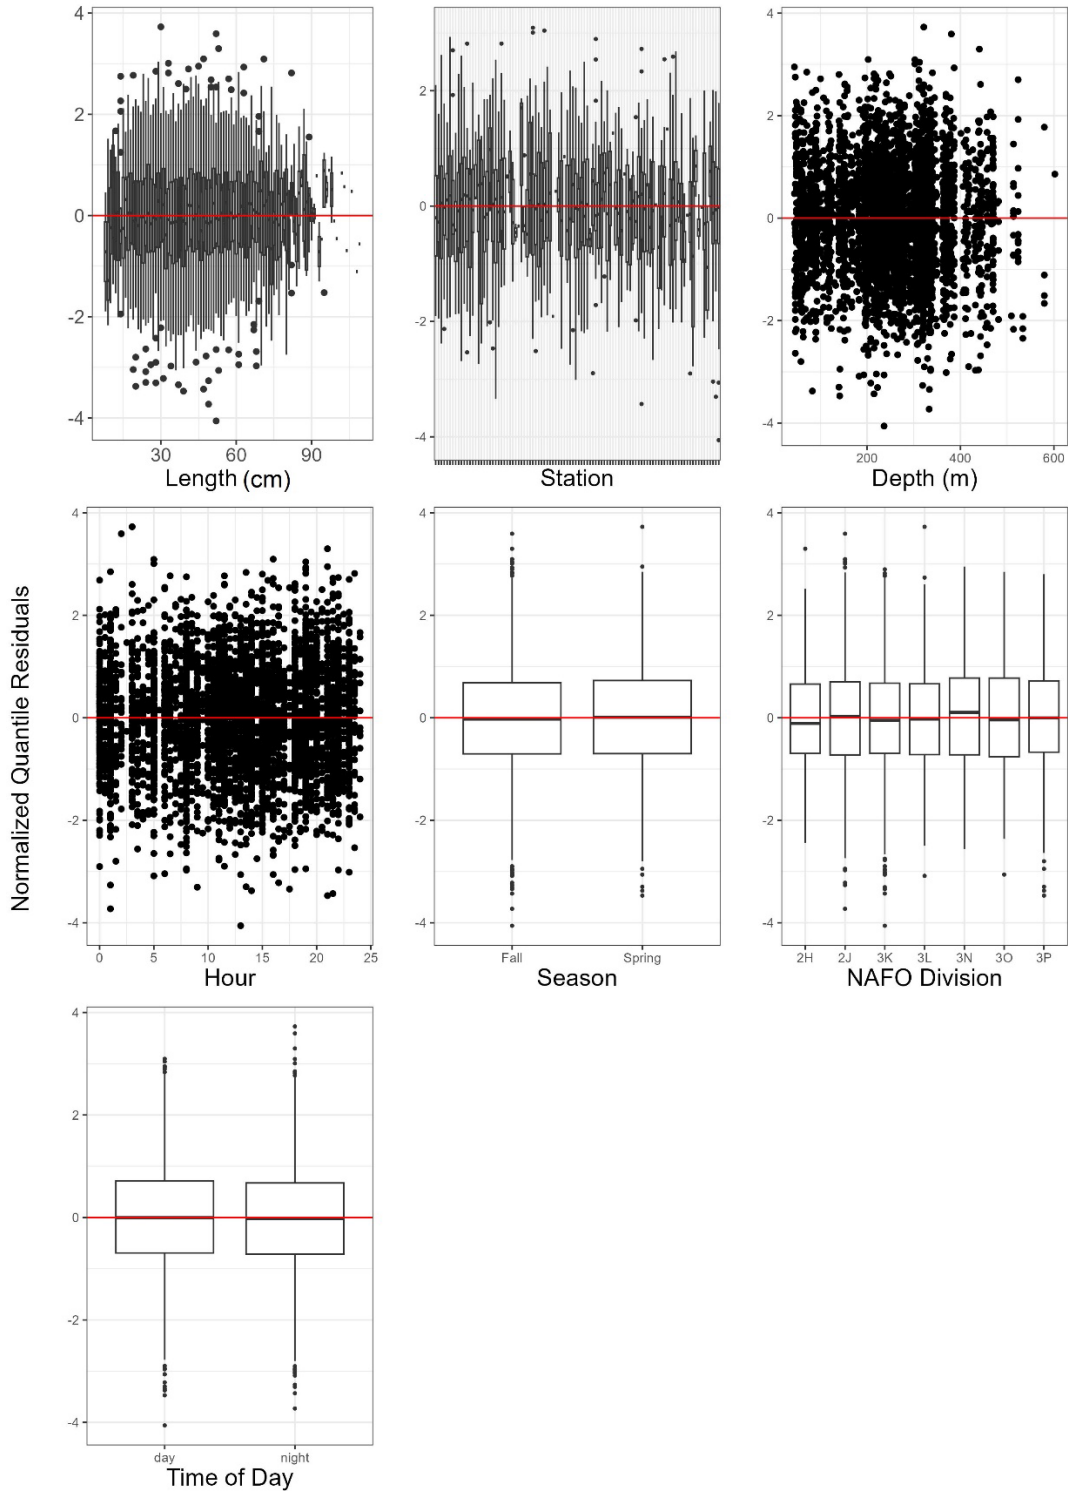 Normalized Quantile Residuals
4
2
0
-2
-4
30 60 90
Length (cm)
2
0
-2
-4
Station
4
2
0
-2
-4
200 400 600
Depth (m)
4
2
0
-2
-4
0 5 10 15 20 25
Hour
4
2
0
-2
-4
Fall Spring
Season
4
2
0
-2
-4
2H 2J 3K 3L 3N 3O 3P
NAFO Division
4
2
0
-2
-4
day night
Time of Day